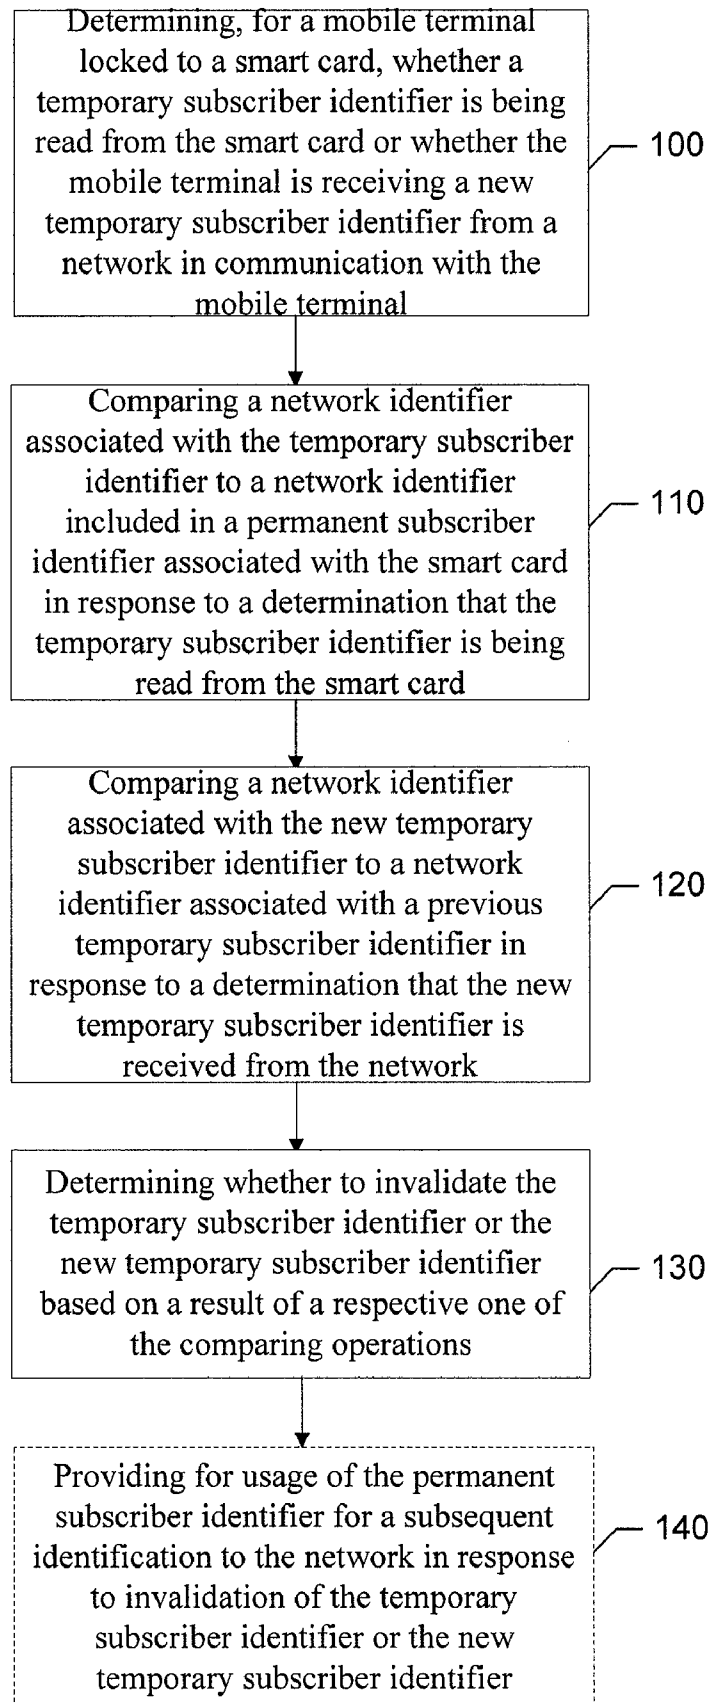 Determining, for a mobile terminal
locked to a smart card, whether a
temporary subscriber identifier is being
read from the smart card or whether the
mobile terminal is receiving a new
temporary subscriber identifier from a
network in communication with the
mobile terminal
100
Comparing a network identifier
associated with the temporary subscriber
identifier to a network identifier
included in a permanent subscriber
identifier associated with the smart card
in response to a determination that the
temporary subscriber identifier is being
read from the smart card
110
Comparing a network identifier
associated with the new temporary
subscriber identifier to a network
identifier associated with a previous
temporary subscriber identifier in
response to a determination that the new
temporary subscriber identifier is
received from the network
120
Determining whether to invalidate the
temporary subscriber identifier or the
new temporary subscriber identifier
based on a result of a respective one of
the comparing operations
130
Providing for usage of the permanent
subscriber identifier for a subsequent
identification to the network in response
to invalidation of the temporary
subscriber identifier or the new
temporary subscriber identifier
140